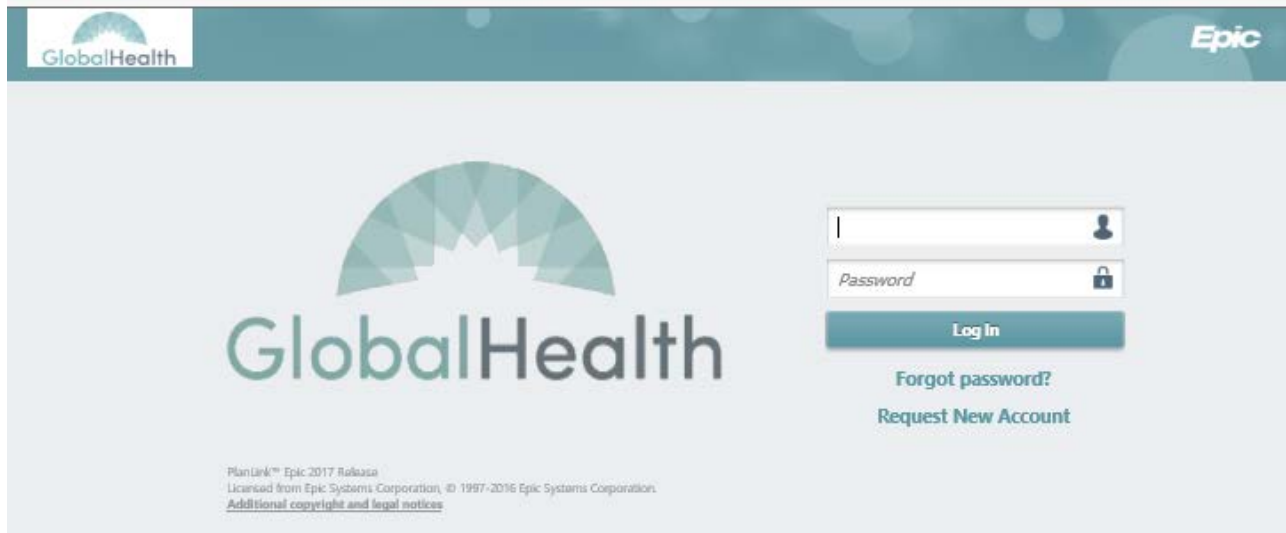 GlobalHealth
Epic
GlobalHealth
Password
Log In
Forgot password?
Request New Account
PlanLink™ Epic 2017 Release
Licensed from Epic Systems Corporation, © 1997-2016 Epic Systems Corporation.
Additional copyright and legal notices